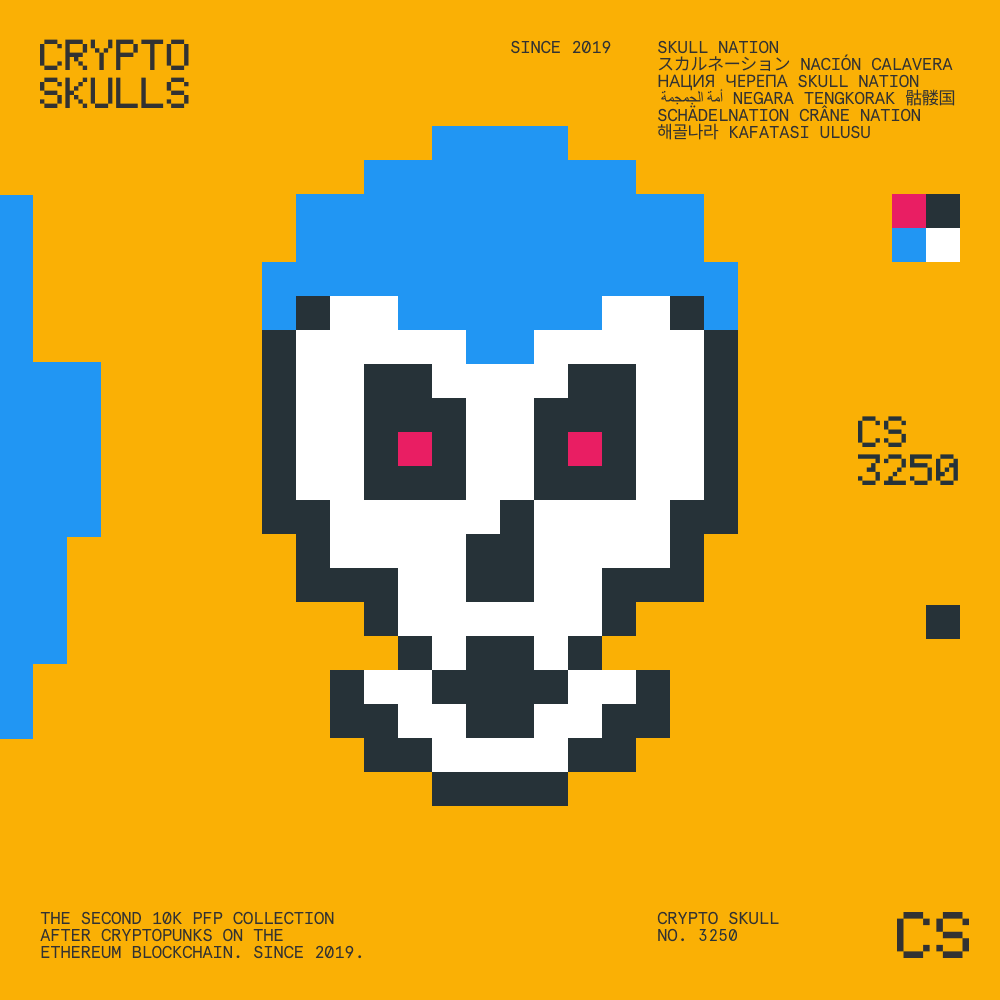 CRYPTO
SKULLS
SINCE 2019
SKULL NATION
スカルネーション NACIÓN CALAVERA
НАЦИЯ ЧЕРЕПА SKULL NATION
أمة الجمجمة NEGARA TENGKORAK 骷髅国
SCHÄDELNATION CRÂNE NATION
해골나라 KAFATASI ULUSU
CS
3250
THE SECOND 10K PFP COLLECTION
AFTER CRYPTOPUNKS ON THE
ETHEREUM BLOCKCHAIN. SINCE 2019.
CRYPTO SKULL
NO. 3250
CS